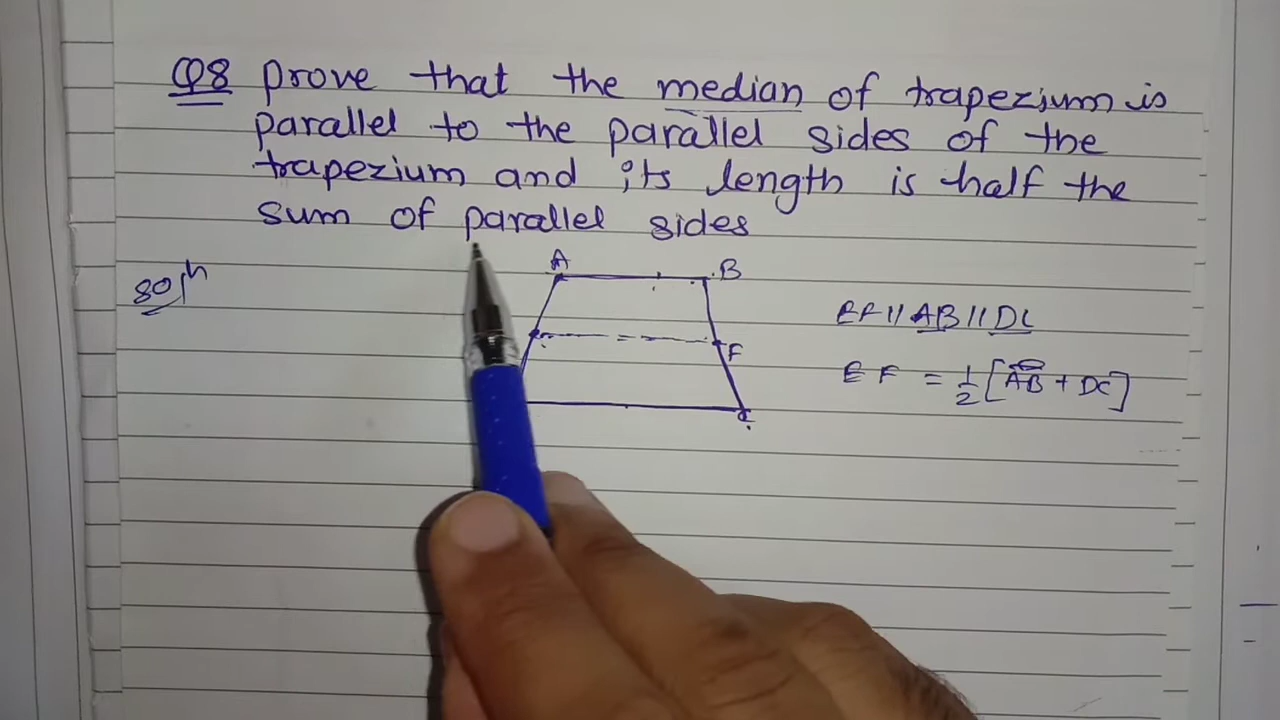 Q8 prove that the median of trapezium is
parallel to the parallel sides of the
trapezium and its length is half the
sum of parallel sides
Solⁿ
A
B
EF || AB || DC
F
EF = 1/2 [AB + DC]
C